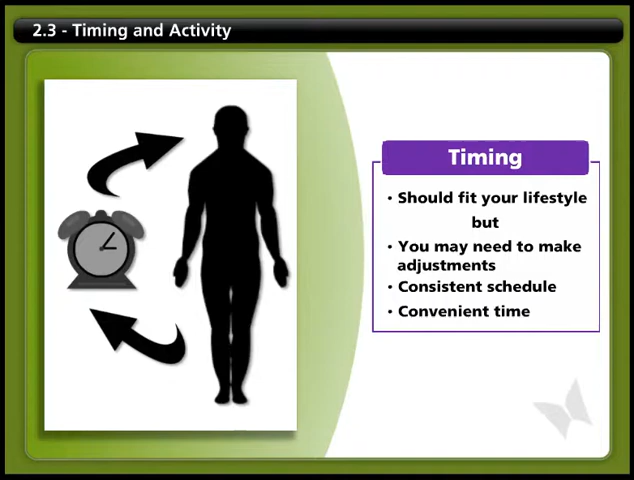 2.3 - Timing and Activity
Timing
• Should fit your lifestyle
but
• You may need to make
adjustments
• Consistent schedule
• Convenient time